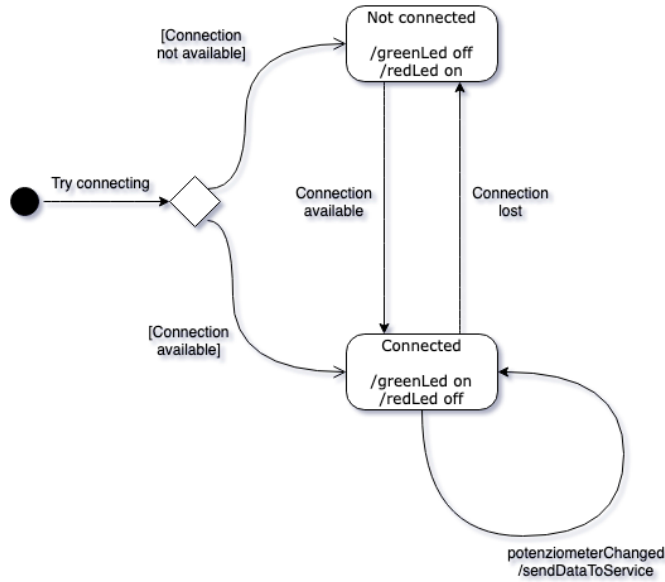 Not connected
/greenLed off
/redLed on
[Connection
not available]
Try connecting
Connection
available
Connection
lost
[Connection
available]
Connected
/greenLed on
/redLed off
potenziometerChanged
/sendDataToService